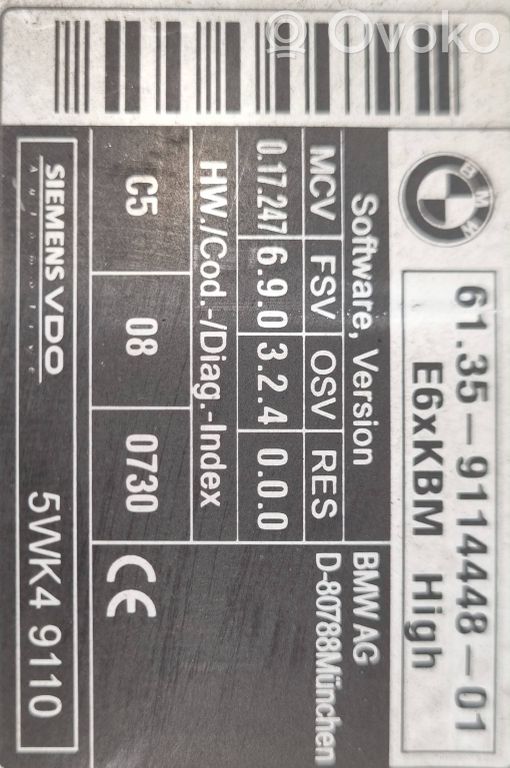 Ovoko
BMW
61.35-9114448-01
E6xKBM High
Software, Version
MCV FSV OSV RES
0.17.247 6.9.0 3.2.4 0.0.0
BMW AG
D-80788München
HW./Cod.-/Diag.-Index
C5 08 0730
CE
SIEMENS VDO
AUTOMOTIVE
5WK4 9110